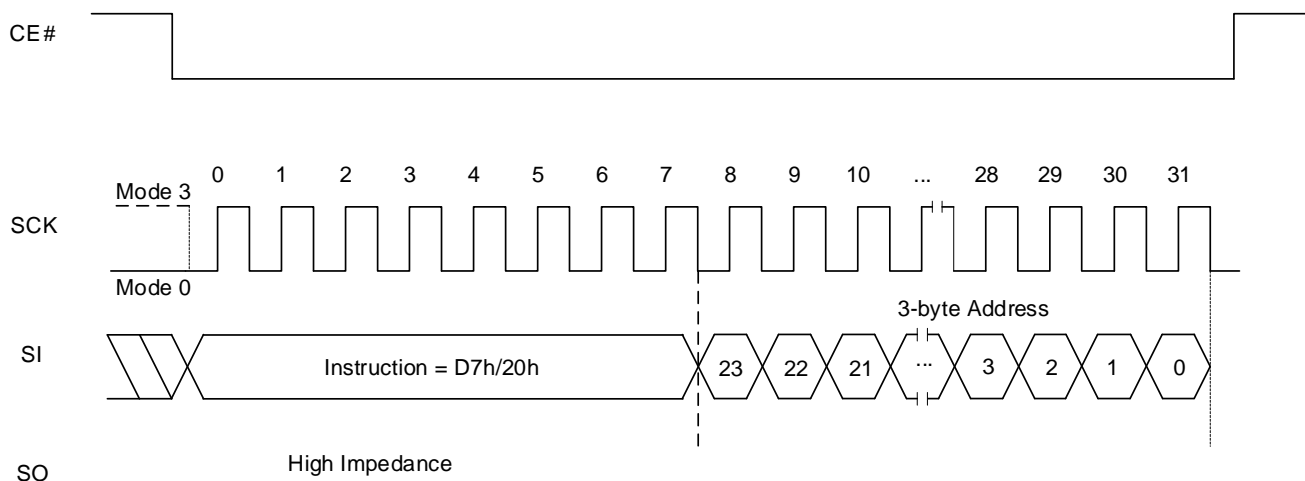 CE#
0 1 2 3 4 5 6 7 8 9 10 ... 28 29 30 31
Mode 3
SCK
Mode 0
3-byte Address
SI
Instruction = D7h/20h
23 22 21 ... 3 2 1 0
High Impedance
SO